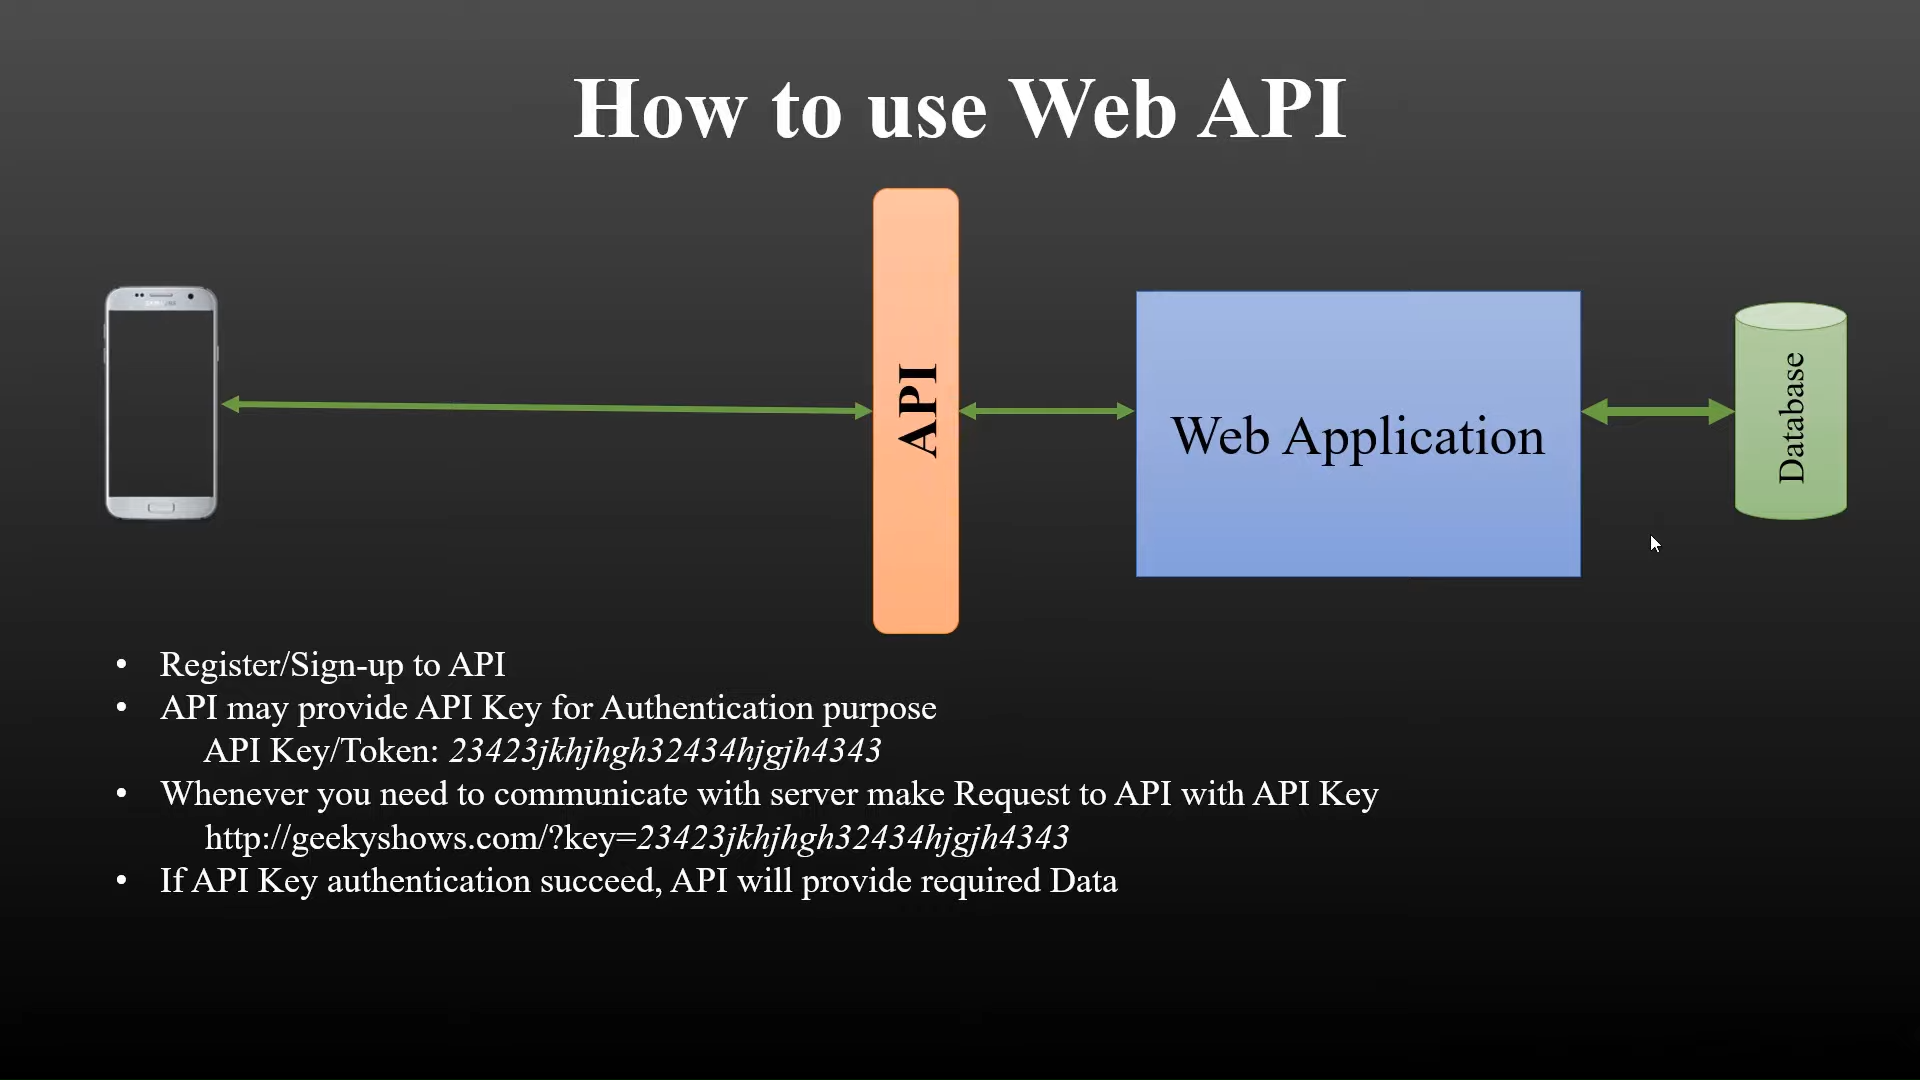 How to use Web API
API
Web Application
Database
• Register/Sign-up to API
• API may provide API Key for Authentication purpose
API Key/Token: 23423jkhjhgh32434hjgjh4343
• Whenever you need to communicate with server make Request to API with API Key
http://geekyshows.com/?key=23423jkhjhgh32434hjgjh4343
• If API Key authentication succeed, API will provide required Data